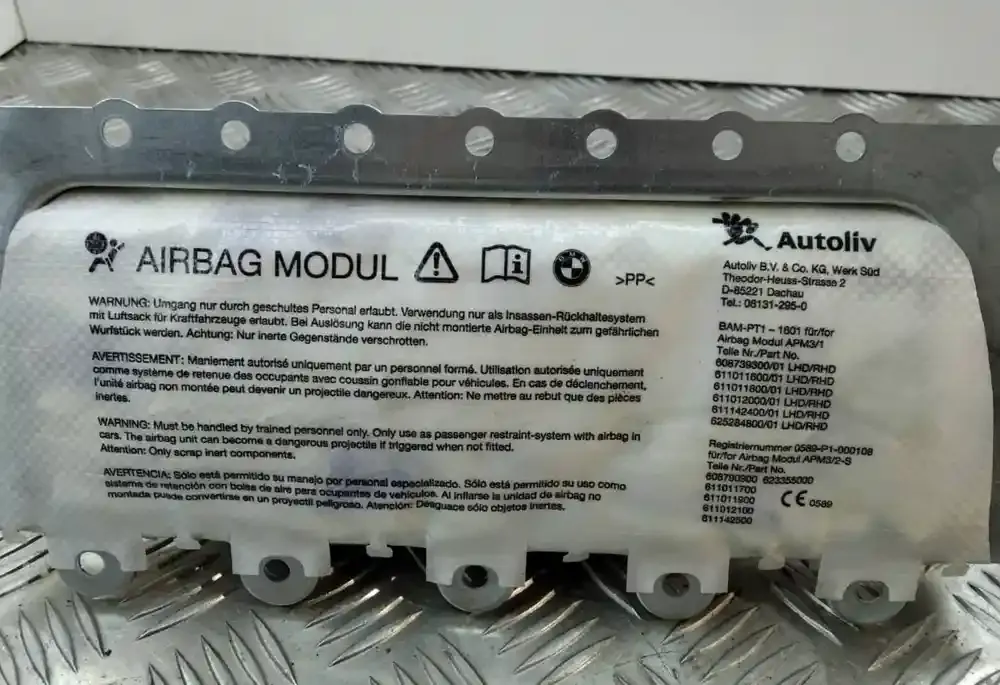 AIRBAG MODUL
>PP<
WARNUNG: Umgang nur durch geschultes Personal erlaubt. Verwendung nur als Insassen-Rückhaltesystem
mit Luftsack für Kraftfahrzeuge erlaubt. Bei Auslösung kann die nicht montierte Airbag-Einheit zum gefährlichen
Wurfstück werden. Achtung: Nur inerte Gegenstände verschrotten.
AVERTISSEMENT: Maniement autorisé uniquement par un personnel formé. Utilisation autorisée uniquement
comme système de retenue des occupants avec coussin gonflable pour véhicules. En cas de déclenchement,
l'unité airbag non montée peut devenir un projectile dangereux. Attention: Ne mettre au rebut que des pièces
inertes.
WARNING: Must be handled by trained personnel only. Only use as passenger restraint-system with airbag in
cars. The airbag unit can become a dangerous projectile if triggered when not fitted.
Attention: Only scrap inert components.
AVERTENCIA: Sólo está permitido su manejo por personal especializado. Sólo está permitido su uso como
sistema de retención con bolsa de aire para ocupantes de vehículos. Al inflarse la unidad de airbag no
montada puede convertirse en un proyectil peligroso. Atención: Desguace sólo objetos inertes.
Autoliv
Autoliv B.V. & Co. KG, Werk Süd
Theodor-Heuss-Strasse 2
D-85221 Dachau
Tel.: 08131-295-0
BAM-PT1 - 1601 für/for
Airbag Modul APM3/1
Teile Nr./Part No.
608739300/01 LHD/RHD
611011600/01 LHD/RHD
611011800/01 LHD/RHD
611012000/01 LHD/RHD
611142400/01 LHD/RHD
625284800/01 LHD/RHD
Registriernummer 0589-P1-000108
für/for Airbag Modul APM3/2-S
Teile Nr./Part No.
608790900 623355000
611011700
611011900
611012100
611142500
CE 0589